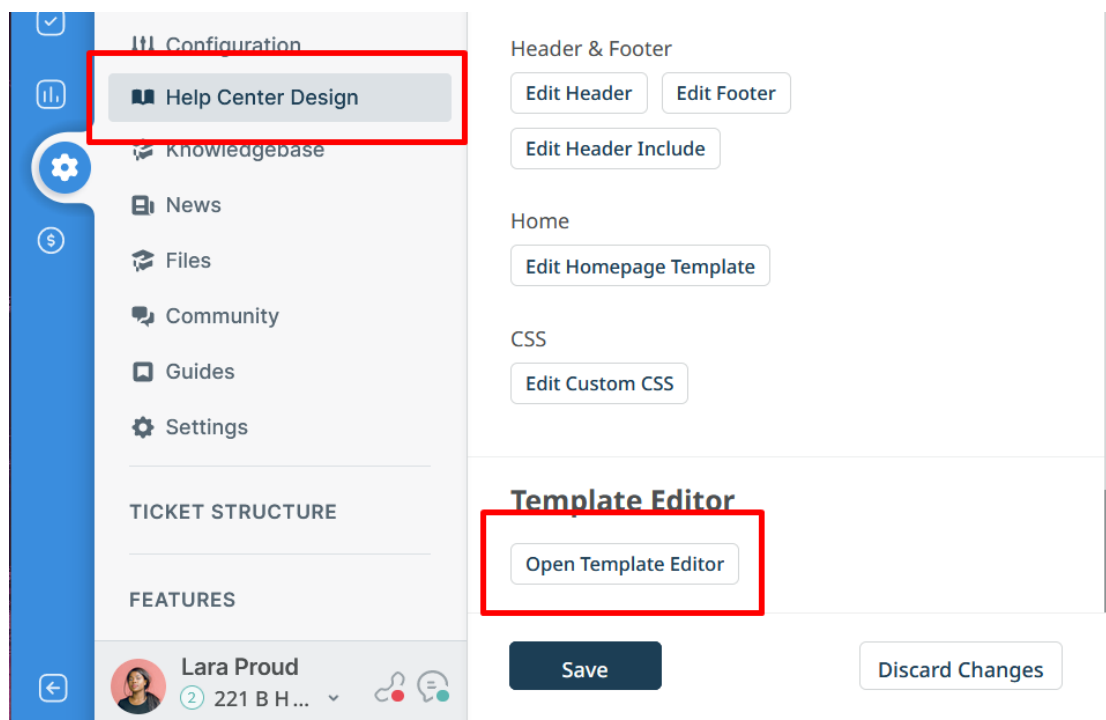 Configuration
Help Center Design
Knowledgebase
News
Files
Community
Guides
Settings
TICKET STRUCTURE
FEATURES
Lara Proud
2 221 B H...
Header & Footer
Edit Header Edit Footer
Edit Header Include
Home
Edit Homepage Template
CSS
Edit Custom CSS
Template Editor
Open Template Editor
Save Discard Changes